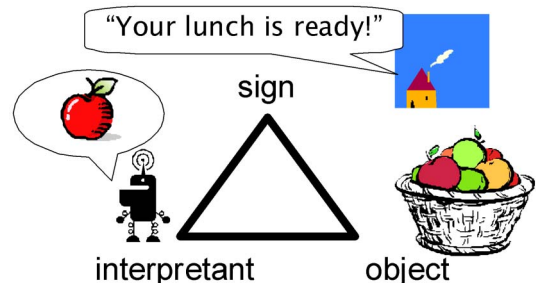 “Your lunch is ready!”
sign
interpretant object